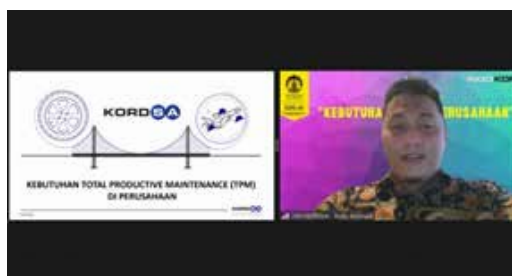 KORDSA
KEBUTUHAN TOTAL PRODUCTIVE MAINTENANCE (TPM)
DI PERUSAHAAN
"KEBUTUHA
RUSAHAAN"